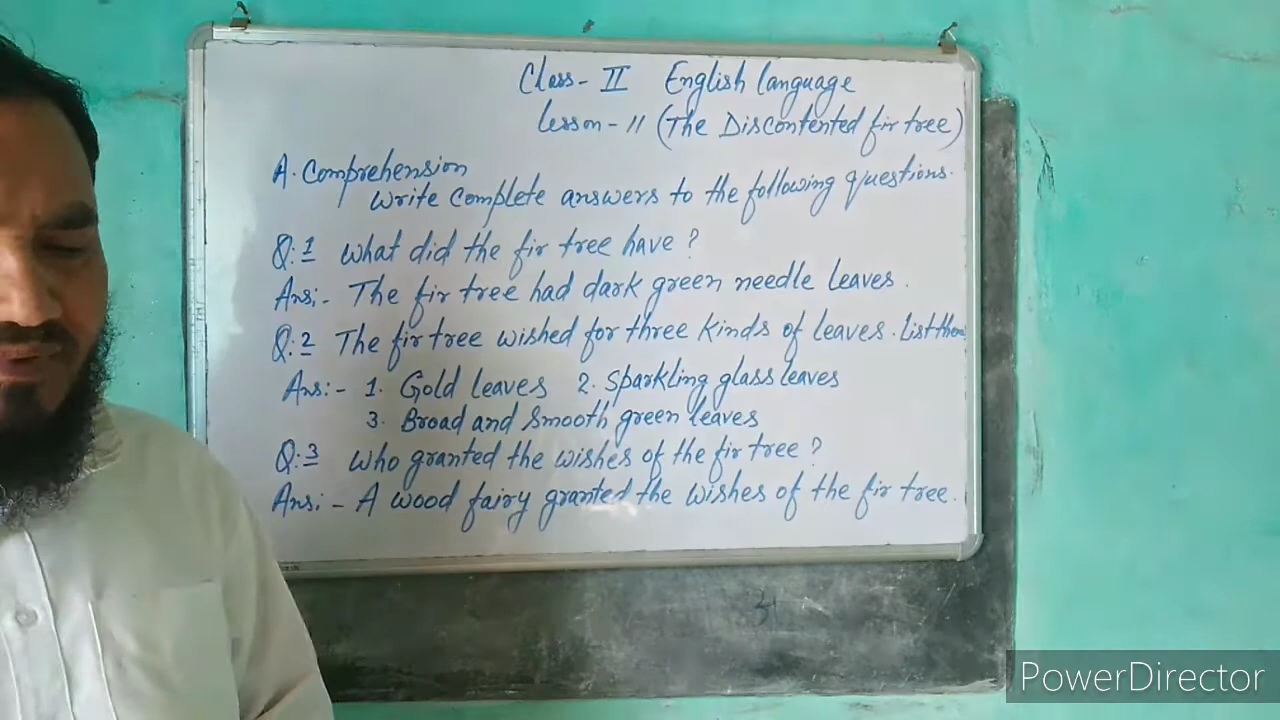 Class- II English language
Lesson- 11 (The Discontented fir tree)
A. Comprehension
Write Complete answers to the following questions.
Q.1 What did the fir tree have ?
Ans:- The fir tree had dark green needle leaves.
Q.2 The fir tree wished for three kinds of leaves. List them.
Ans:- 1. Gold leaves 2. Sparkling glass leaves
3. Broad and smooth green leaves
Q.3 Who granted the wishes of the fir tree ?
Ans:- A wood fairy granted the wishes of the fir tree.
PowerDirector